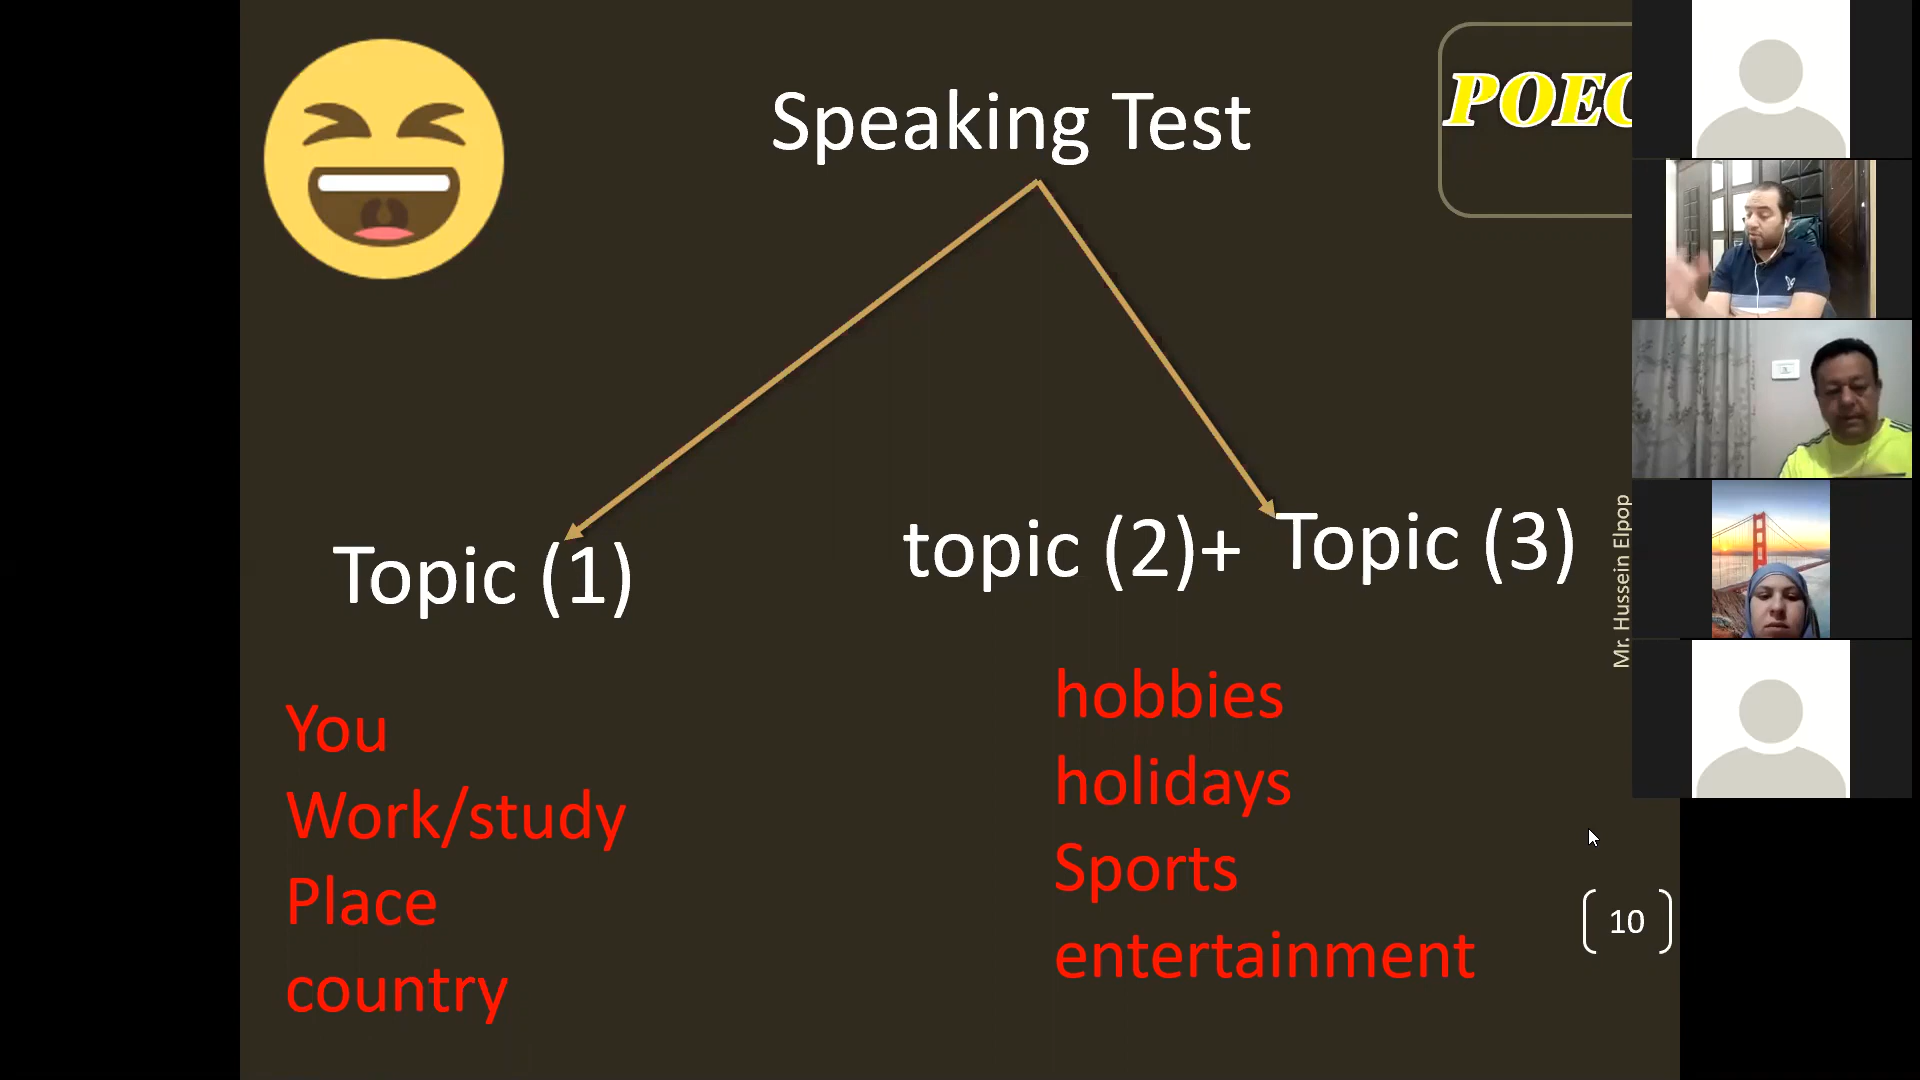 Speaking Test
POEC
Topic (1)
topic (2)+ Topic (3)
You
Work/study
Place
country
hobbies
holidays
Sports
entertainment
Mr. Hussein Elpop
10